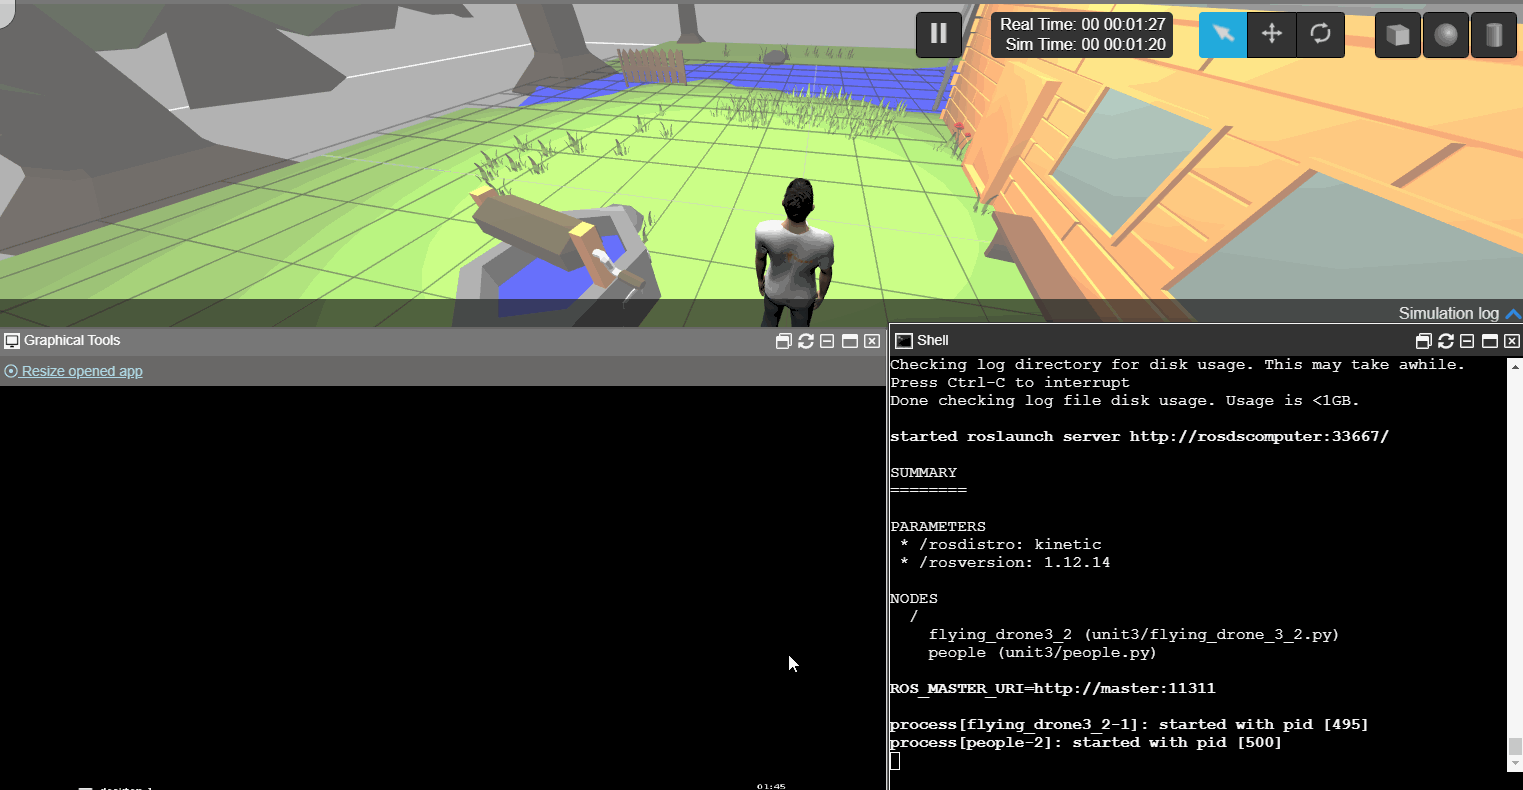 Real Time: 00 00:01:27
Sim Time: 00 00:01:20
Simulation log
Graphical Tools
Resize opened app
Shell
Checking log directory for disk usage. This may take awhile.
Press Ctrl-C to interrupt
Done checking log file disk usage. Usage is <1GB.
started roslaunch server http://rosdscomputer:33667/
SUMMARY
========
PARAMETERS
* /rosdistro: kinetic
* /rosversion: 1.12.14
NODES
/
flying_drone3_2 (unit3/flying_drone_3_2.py)
people (unit3/people.py)
ROS_MASTER_URI=http://master:11311
process[flying_drone3_2-1]: started with pid [495]
process[people-2]: started with pid [500]
01:45